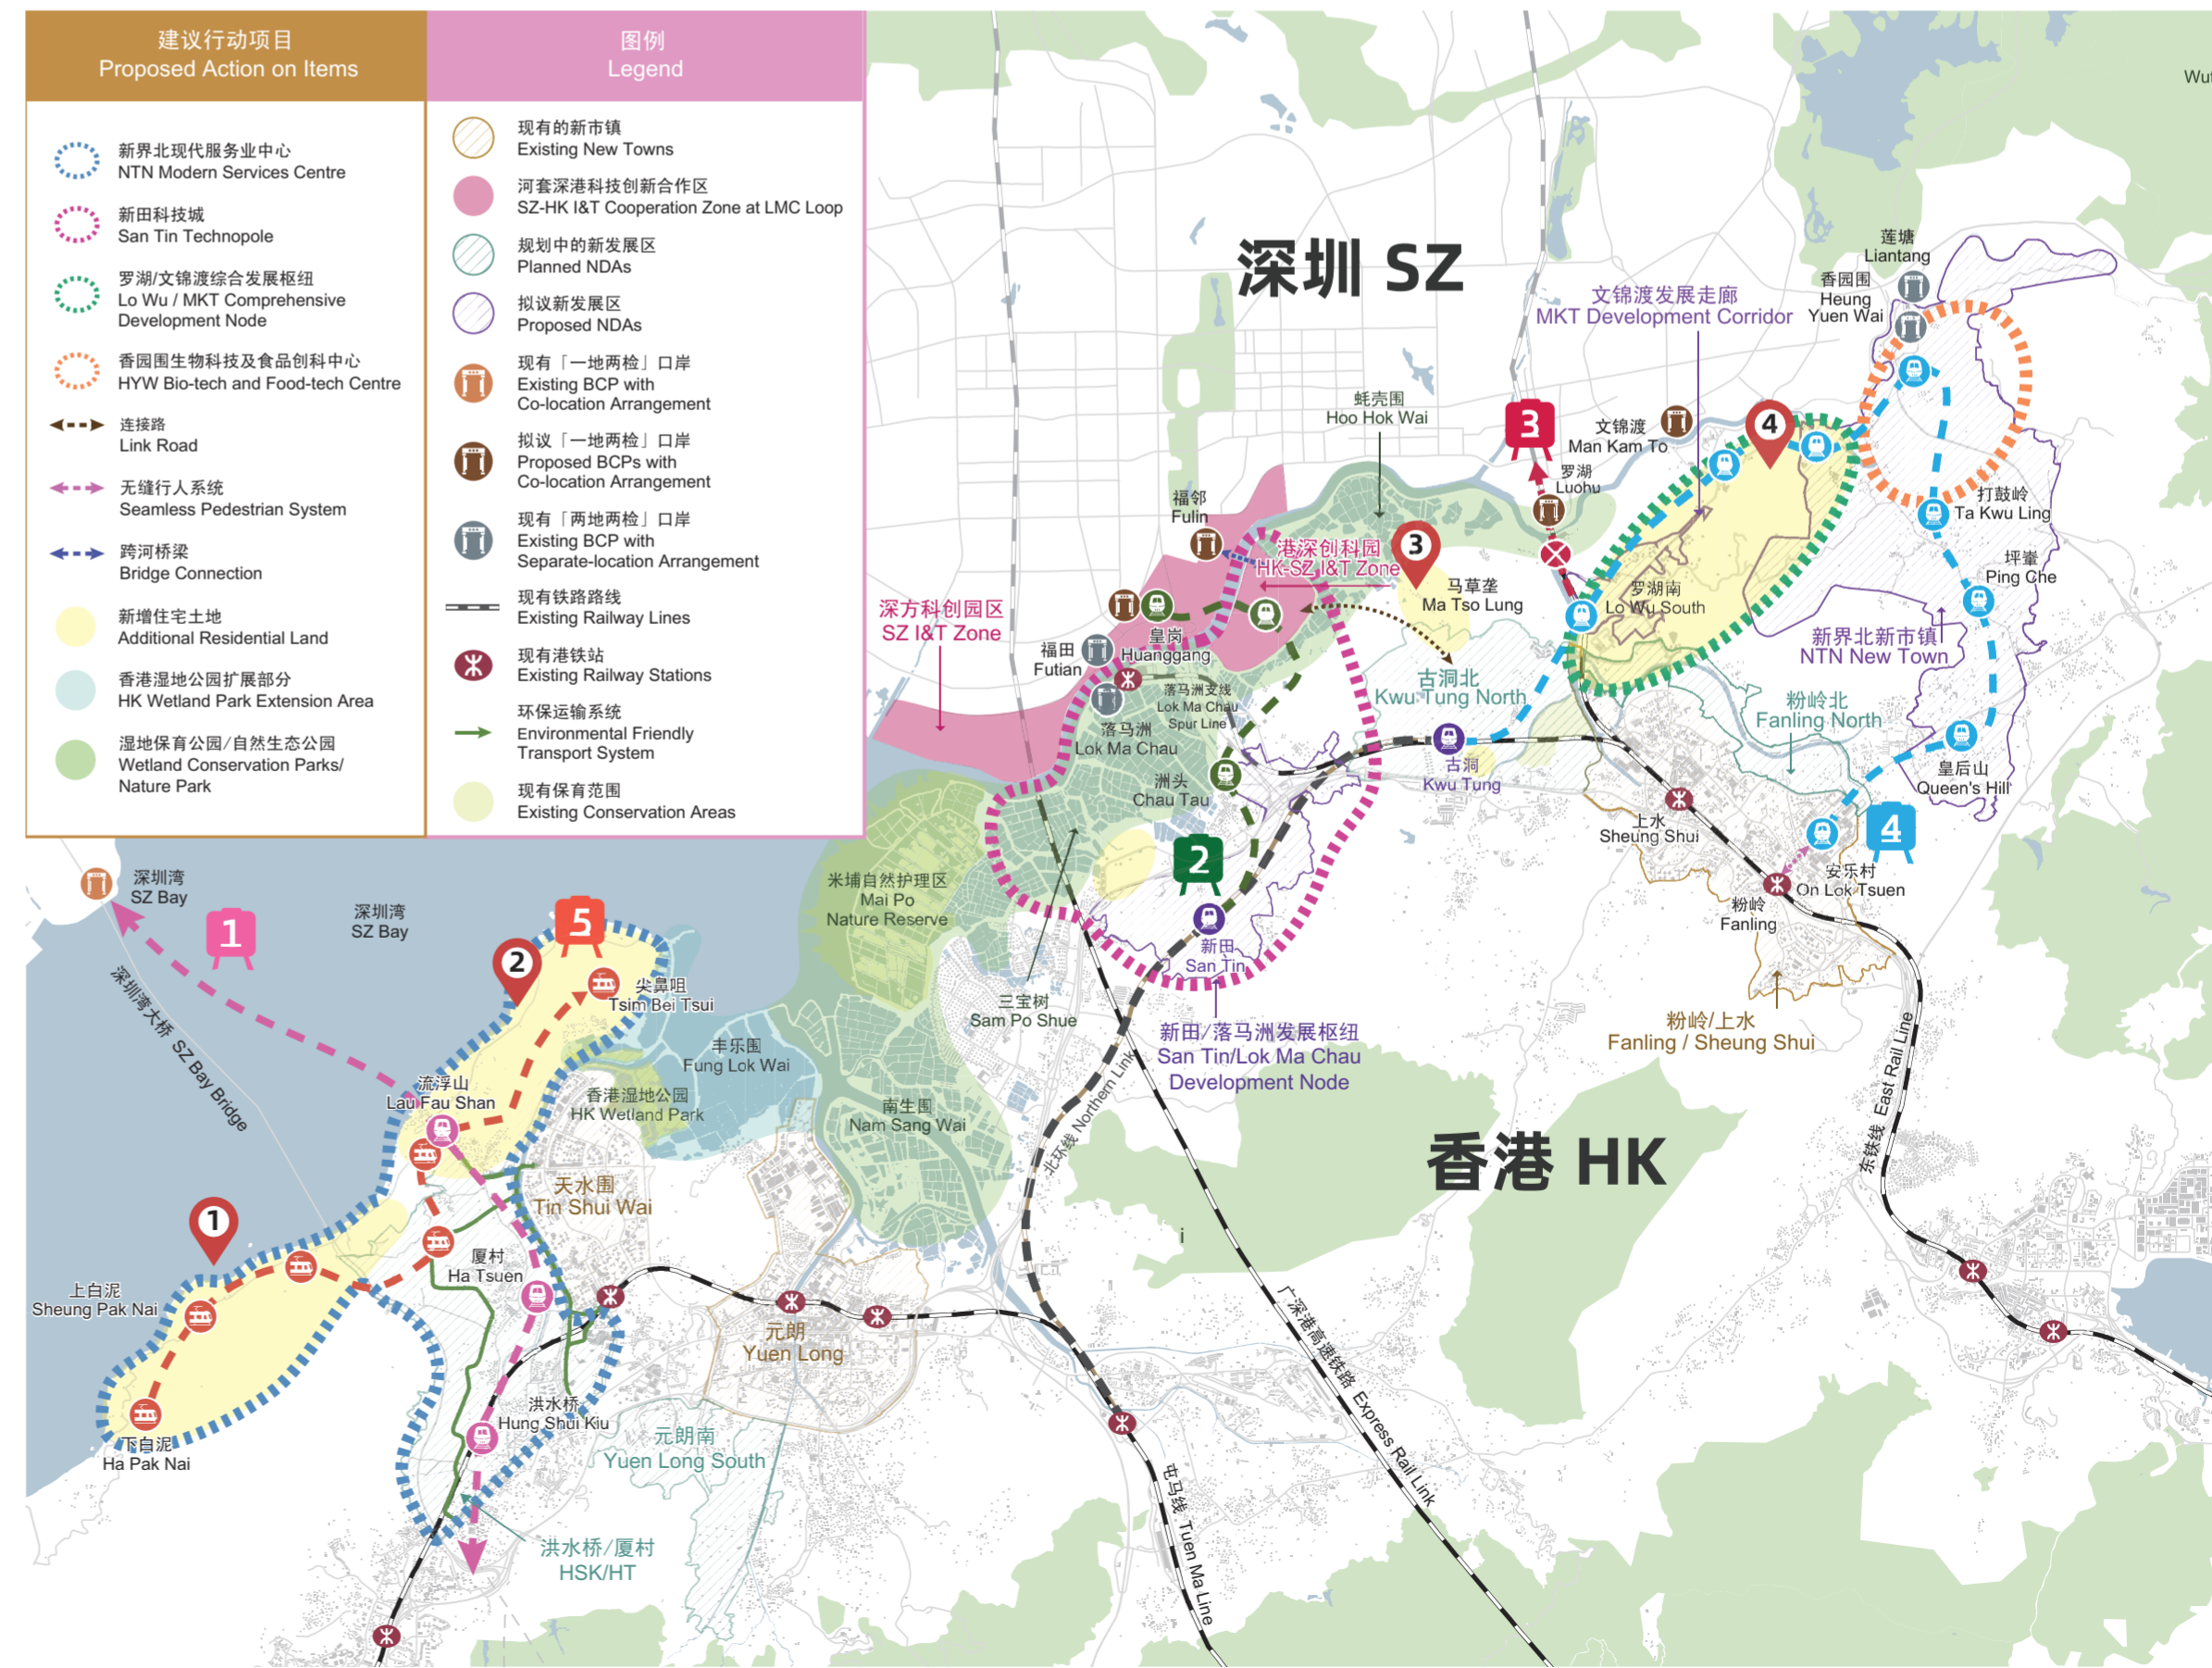 建议行动项目
Proposed Action on Items
新界北现代服务业中心
NTN Modern Services Centre
新田科技城
San Tin Technopole
罗湖/文锦渡综合发展枢纽
Lo Wu / MKT Comprehensive
Development Node
香园围生物科技及食品创科中心
HYW Bio-tech and Food-tech Centre
连接路
Link Road
无缝行人系统
Seamless Pedestrian System
跨河桥梁
Bridge Connection
新增住宅土地
Additional Residential Land
香港湿地公园扩展部分
HK Wetland Park Extension Area
湿地保育公园/自然生态公园
Wetland Conservation Parks/
Nature Park
图例
Legend
现有的新市镇
Existing New Towns
河套深港科技创新合作区
SZ-HK I&T Cooperation Zone at LMC Loop
规划中的新发展区
Planned NDAs
拟议新发展区
Proposed NDAs
现有「一地两检」口岸
Existing BCP with
Co-location Arrangement
拟议「一地两检」口岸
Proposed BCPs with
Co-location Arrangement
现有「两地两检」口岸
Existing BCP with
Separate-location Arrangement
现有铁路路线
Existing Railway Lines
现有港铁站
Existing Railway Stations
环保运输系统
Environmental Friendly
Transport System
现有保育范围
Existing Conservation Areas
深圳 SZ
莲塘
Liantang
香园围
Heung
Yuen Wai
文锦渡发展走廊
MKT Development Corridor
蚝壳围
Hoo Hok Wai
3
文锦渡
Man Kam To
4
罗湖
Luohu
福邻
Fulin
打鼓岭
Ta Kwu Ling
港深创科园
HK-SZ I&T Zone
3
坪輋
Ping Che
马草垄
Ma Tso Lung
罗湖南
Lo Wu South
深方科创园区
SZ I&T Zone
皇岗
Huanggang
福田
Futian
新界北新市镇
NTN New Town
古洞北
Kwu Tung North
落马洲支线
Lok Ma Chau
Spur Line
粉岭北
Fanling North
落马洲
Lok Ma Chau
古洞
Kwu Tung
洲头
Chau Tau
皇后山
Queen's Hill
上水
Sheung Shui
4
2
安乐村
On Lok Tsuen
粉岭
Fanling
深圳湾
SZ Bay
深圳湾
SZ Bay
1
5
2
米埔自然护理区
Mai Po
Nature Reserve
新田
San Tin
尖鼻咀
Tsim Bei Tsui
三宝树
Sam Po Shue
新田/落马洲发展枢纽
San Tin/Lok Ma Chau
Development Node
粉岭/上水
Fanling / Sheung Shui
深圳湾大桥 SZ Bay Bridge
丰乐围
Fung Lok Wai
流浮山
Lau Fau Shan
香港湿地公园
HK Wetland Park
南生围
Nam Sang Wai
北环线 Northern Link
东铁线 East Rail Line
香港 HK
天水围
Tin Shui Wai
1
厦村
Ha Tsuen
上白泥
Sheung Pak Nai
元朗
Yuen Long
广深港高速铁路 Express Rail Link
下白泥
Ha Pak Nai
洪水桥
Hung Shui Kiu
元朗南
Yuen Long South
屯马线 Tuen Ma Line
洪水桥/厦村
HSK/HT
i